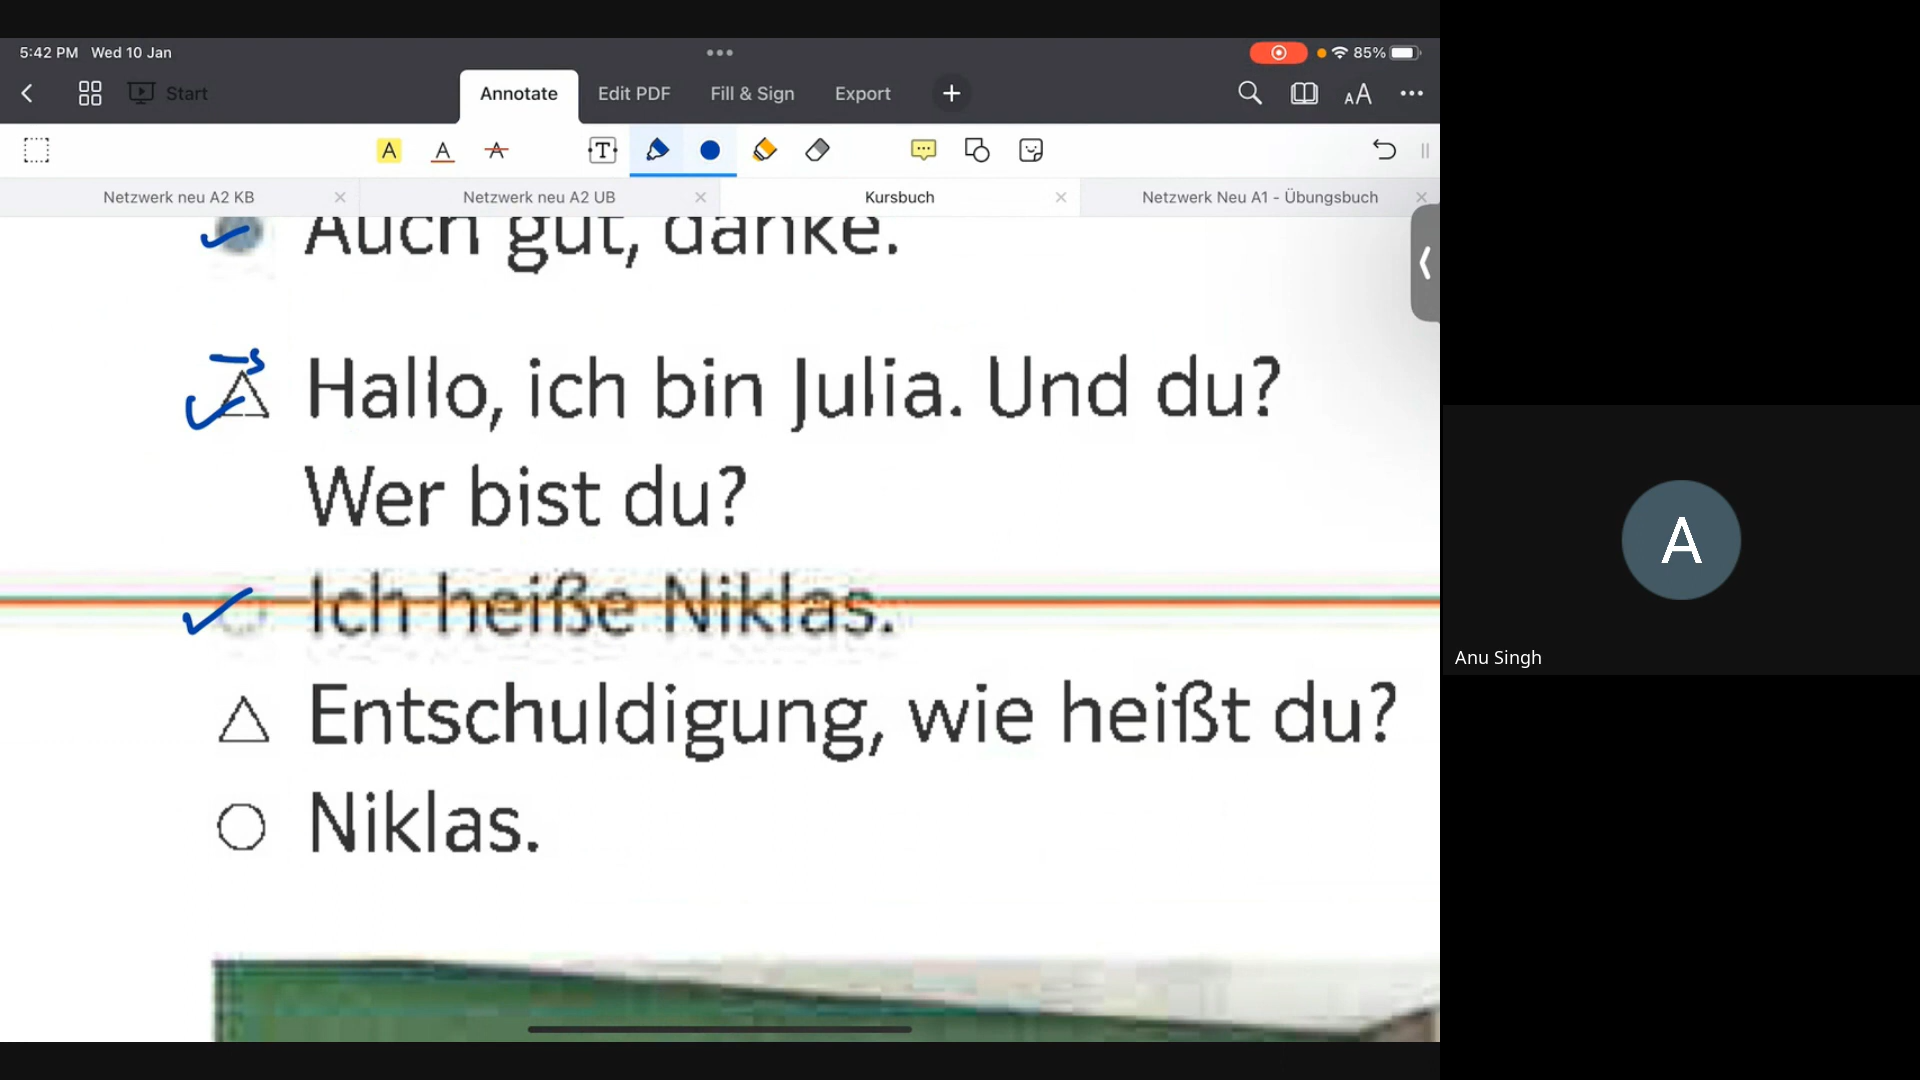 5:42 PM Wed 10 Jan
85%
Start
Annotate
Edit PDF
Fill & Sign
Export
Netzwerk neu A2 KB
Netzwerk neu A2 UB
Kursbuch
Netzwerk Neu A1 - Übungsbuch
Auch gut, danke.
Hallo, ich bin Julia. Und du?
Wer bist du?
Ich heiße Niklas.
Entschuldigung, wie heißt du?
Niklas.
A
Anu Singh